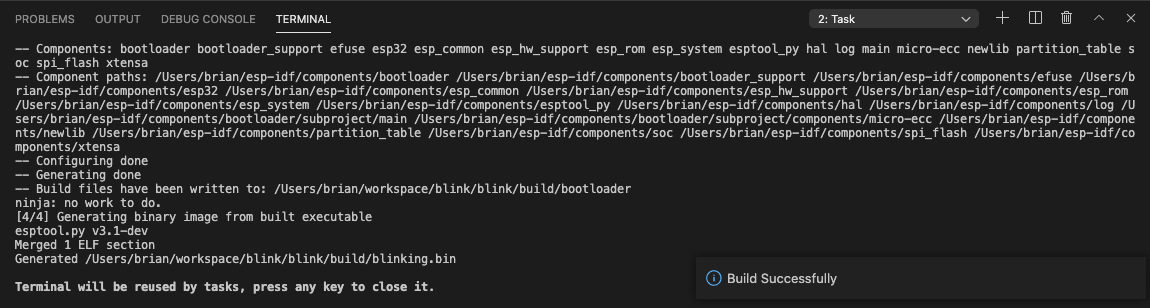 PROBLEMS OUTPUT DEBUG CONSOLE TERMINAL 2: Task
-- Components: bootloader bootloader_support efuse esp32 esp_common esp_hw_support esp_rom esp_system esptool_py hal log main micro-ecc newlib partition_table s
oc spi_flash xtensa
-- Component paths: /Users/brian/esp-idf/components/bootloader /Users/brian/esp-idf/components/bootloader_support /Users/brian/esp-idf/components/efuse /Users/b
rian/esp-idf/components/esp32 /Users/brian/esp-idf/components/esp_common /Users/brian/esp-idf/components/esp_hw_support /Users/brian/esp-idf/components/esp_rom
/Users/brian/esp-idf/components/esp_system /Users/brian/esp-idf/components/esptool_py /Users/brian/esp-idf/components/hal /Users/brian/esp-idf/components/log /U
sers/brian/esp-idf/components/bootloader/subproject/main /Users/brian/esp-idf/components/bootloader/subproject/components/micro-ecc /Users/brian/esp-idf/compone
nts/newlib /Users/brian/esp-idf/components/partition_table /Users/brian/esp-idf/components/soc /Users/brian/esp-idf/components/spi_flash /Users/brian/esp-idf/co
mponents/xtensa
-- Configuring done
-- Generating done
-- Build files have been written to: /Users/brian/workspace/blink/blink/build/bootloader
ninja: no work to do.
[4/4] Generating binary image from built executable
esptool.py v3.1-dev
Merged 1 ELF section
Generated /Users/brian/workspace/blink/blink/build/blinking.bin
Build Successfully
Terminal will be reused by tasks, press any key to close it.